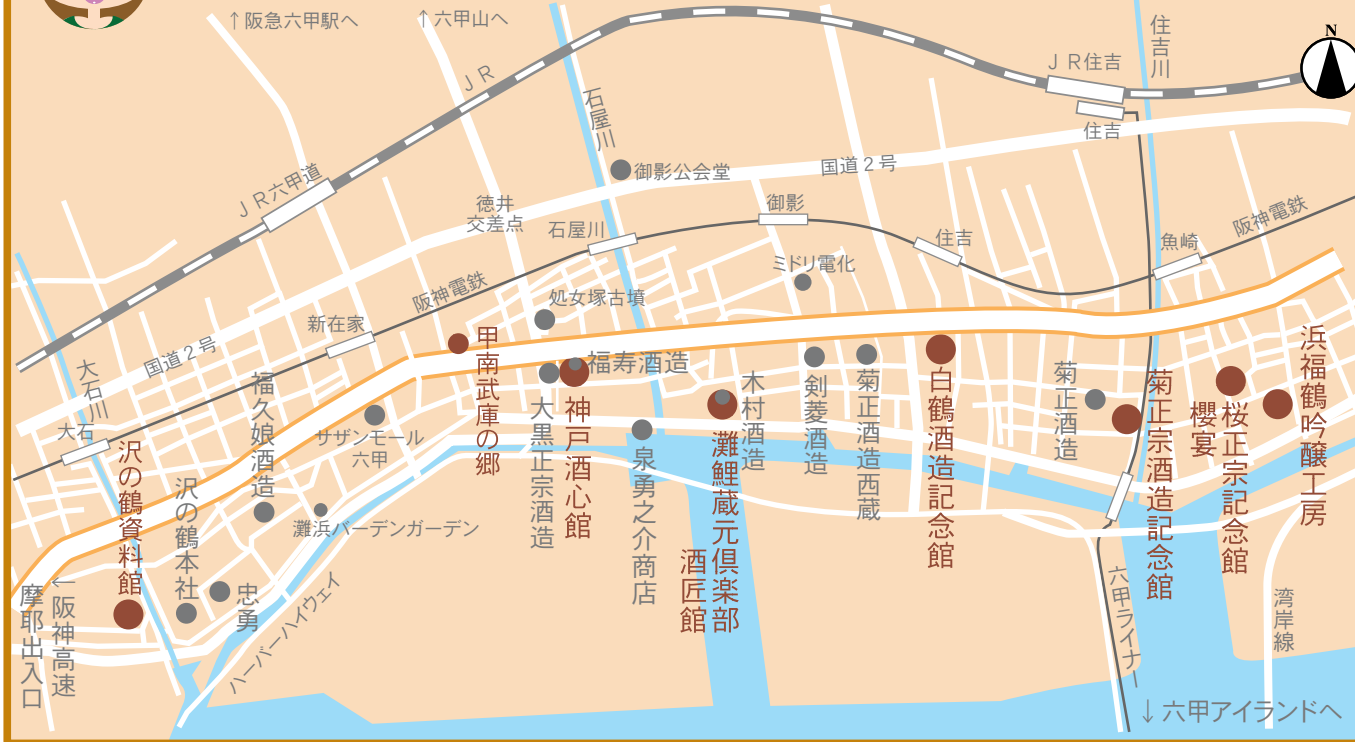 ↑阪急六甲駅へ
↑六甲山へ
住吉川
N
ＪＲ
ＪＲ住吉
石屋川
住吉
御影公会堂
国道２号
ＪＲ六甲道
徳井
交差点
石屋川
御影
住吉
阪神電鉄
魚崎
ミドリ電化
阪神電鉄
処女塚古墳
新在家
国道２号
大石川
甲南武庫の郷
福寿酒造
浜福鶴吟醸工房
福久娘酒造
大石
サザンモール
六甲
大黒正宗酒造
神戸酒心館
泉勇之介商店
木村酒造
灘鯉蔵元倶楽部
酒匠館
剣菱酒造
菊正酒造西蔵
白鶴酒造記念館
菊正酒造
菊正宗酒造記念館
桜正宗記念館
櫻宴
沢の鶴資料館
沢の鶴本社
灘浜バーデンガーデン
忠勇
←阪神高速
摩耶出入口
ハーバーハイウェイ
六甲ライナー
湾岸線
↓六甲アイランドへ